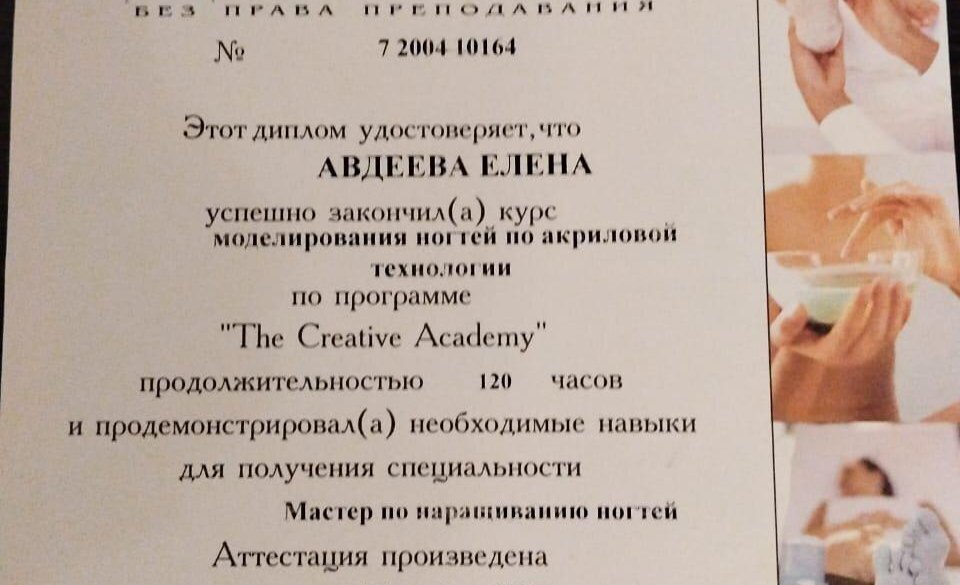 БЕЗ ПРАВА ПРЕПОДАВАНИЯ
№ 7 2004 10164
Этот диплом удостоверяет, что
АВДЕЕВА ЕЛЕНА
успешно закончил(а) курс
моделирования ногтей по акриловой
технологии
по программе
"The Creative Academy"
продолжительностью 120 часов
и продемонстрировал(а) необходимые навыки
для получения специальности
Мастер по наращиванию ногтей
Аттестация произведена